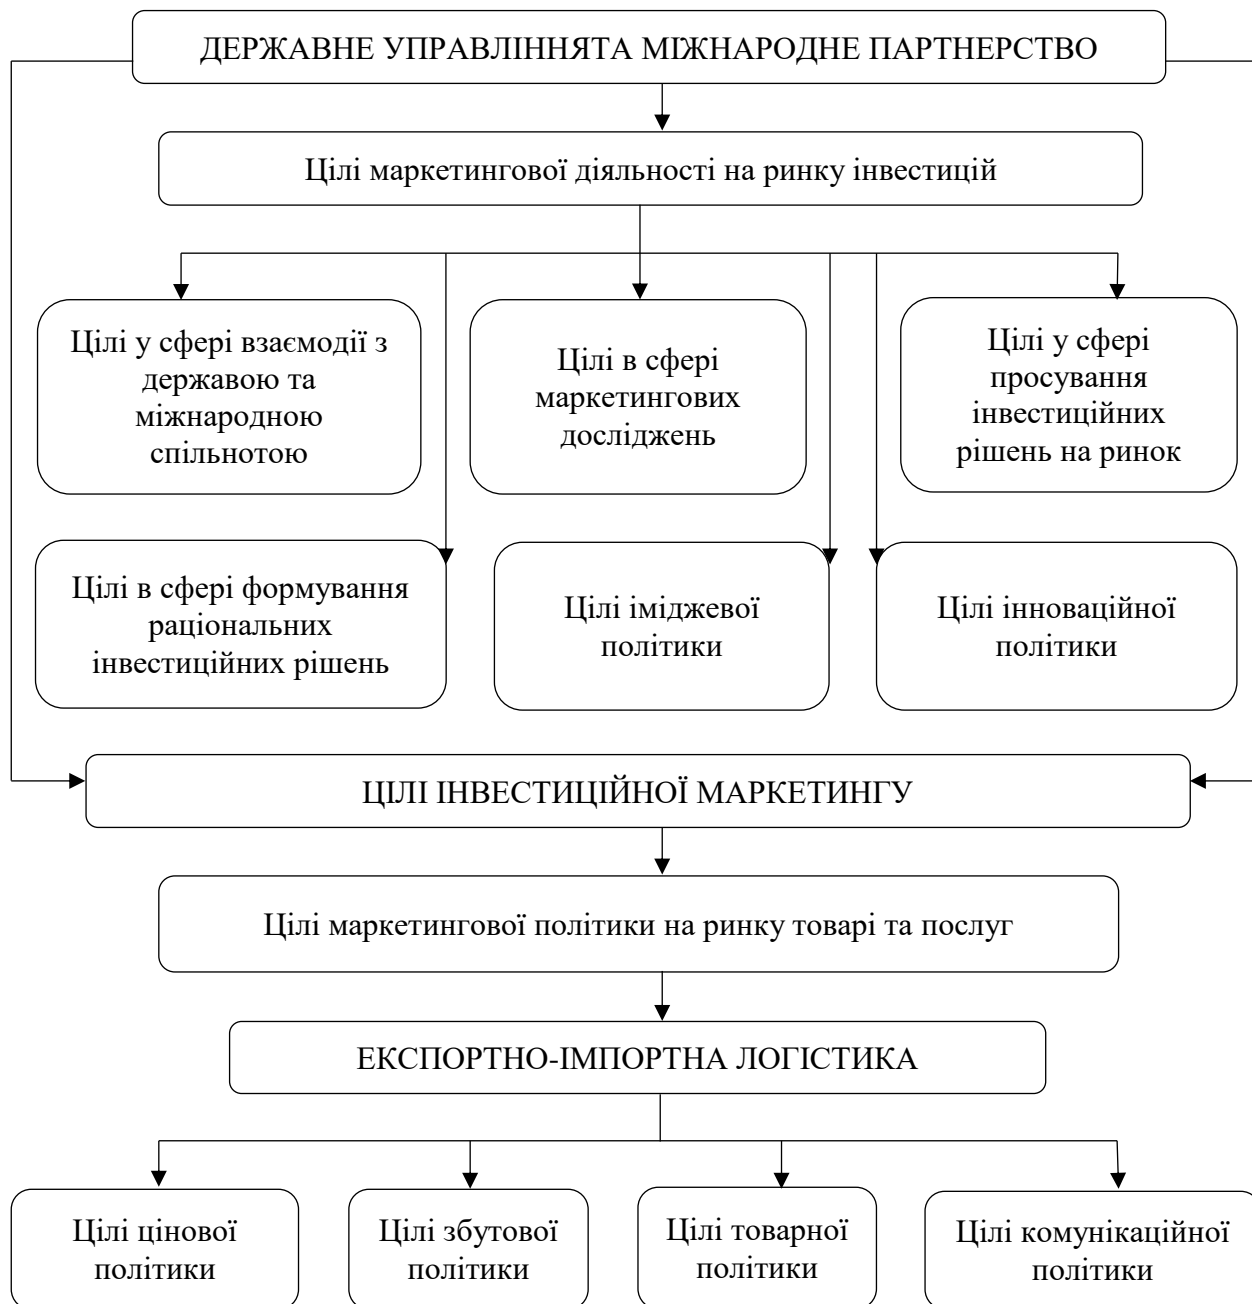 ДЕРЖАВНЕ УПРАВЛІННЯТА МІЖНАРОДНЕ ПАРТНЕРСТВО
Цілі маркетингової діяльності на ринку інвестицій
Цілі у сфері взаємодії з
державою та
міжнародною
спільнотою
Цілі в сфері
маркетингових
досліджень
Цілі у сфері
просування
інвестиційних
рішень на ринок
Цілі в сфері формування
раціональних
інвестиційних рішень
Цілі іміджевої
політики
Цілі інноваційної
політики
ЦІЛІ ІНВЕСТИЦІЙНОЇ МАРКЕТИНГУ
Цілі маркетингової політики на ринку товарі та послуг
ЕКСПОРТНО-ІМПОРТНА ЛОГІСТИКА
Цілі цінової
політики
Цілі збутової
політики
Цілі товарної
політики
Цілі комунікаційної
політики